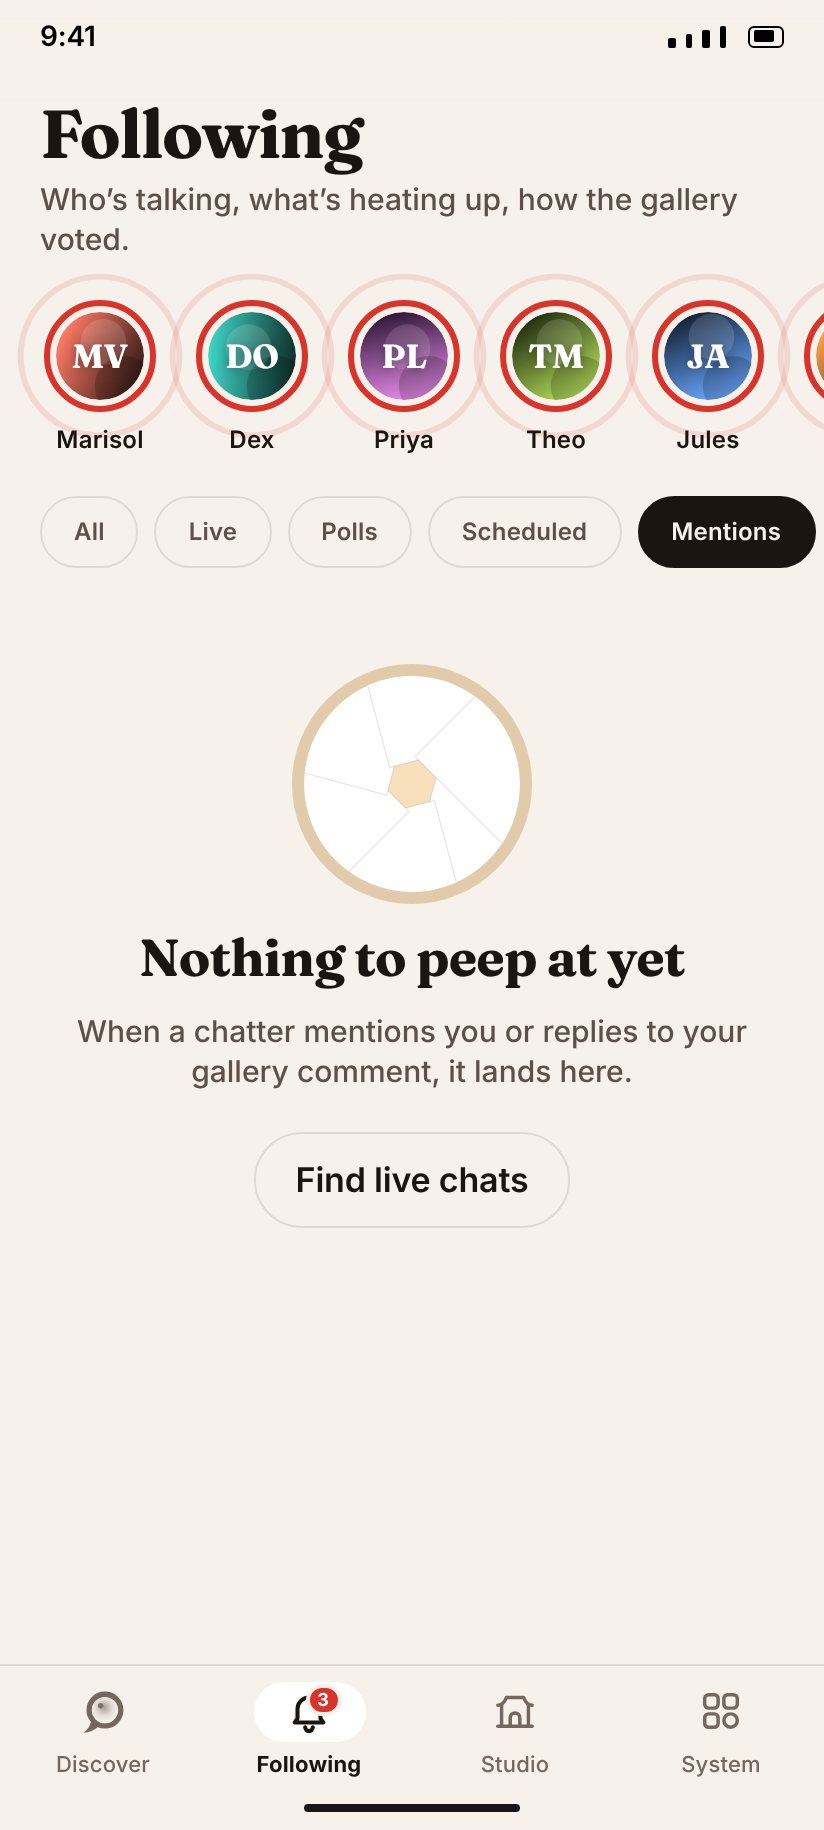 9:41
Following
Who’s talking, what’s heating up, how the gallery
voted.
MV
DO
PL
TM
JA
Marisol
Dex
Priya
Theo
Jules
All
Live
Polls
Scheduled
Mentions
Nothing to peep at yet
When a chatter mentions you or replies to your
gallery comment, it lands here.
Find live chats
3
Discover
Following
Studio
System